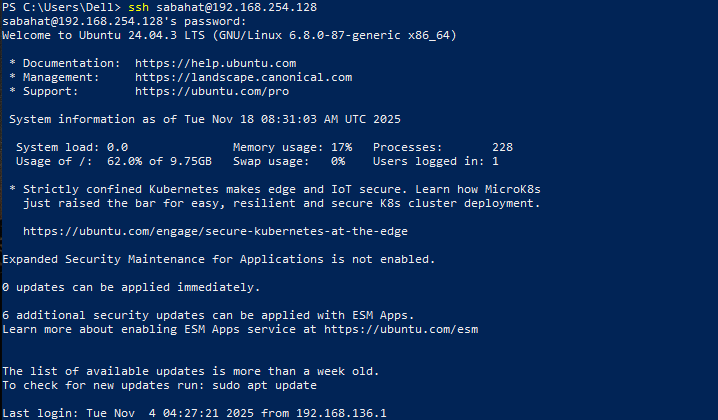 PS C:\Users\Dell> ssh sabahat@192.168.254.128
sabahat@192.168.254.128's password:
Welcome to Ubuntu 24.04.3 LTS (GNU/Linux 6.8.0-87-generic x86_64)

 * Documentation:  https://help.ubuntu.com
 * Management:     https://landscape.canonical.com
 * Support:        https://ubuntu.com/pro

 System information as of Tue Nov 18 08:31:03 AM UTC 2025

  System load: 0.0               Memory usage: 17%   Processes:       228
  Usage of /:  62.0% of 9.75GB   Swap usage:   0%    Users logged in: 1

 * Strictly confined Kubernetes makes edge and IoT secure. Learn how MicroK8s
   just raised the bar for easy, resilient and secure K8s cluster deployment.

   https://ubuntu.com/engage/secure-kubernetes-at-the-edge

Expanded Security Maintenance for Applications is not enabled.

0 updates can be applied immediately.

6 additional security updates can be applied with ESM Apps.
Learn more about enabling ESM Apps service at https://ubuntu.com/esm


The list of available updates is more than a week old.
To check for new updates run: sudo apt update

Last login: Tue Nov  4 04:27:21 2025 from 192.168.136.1